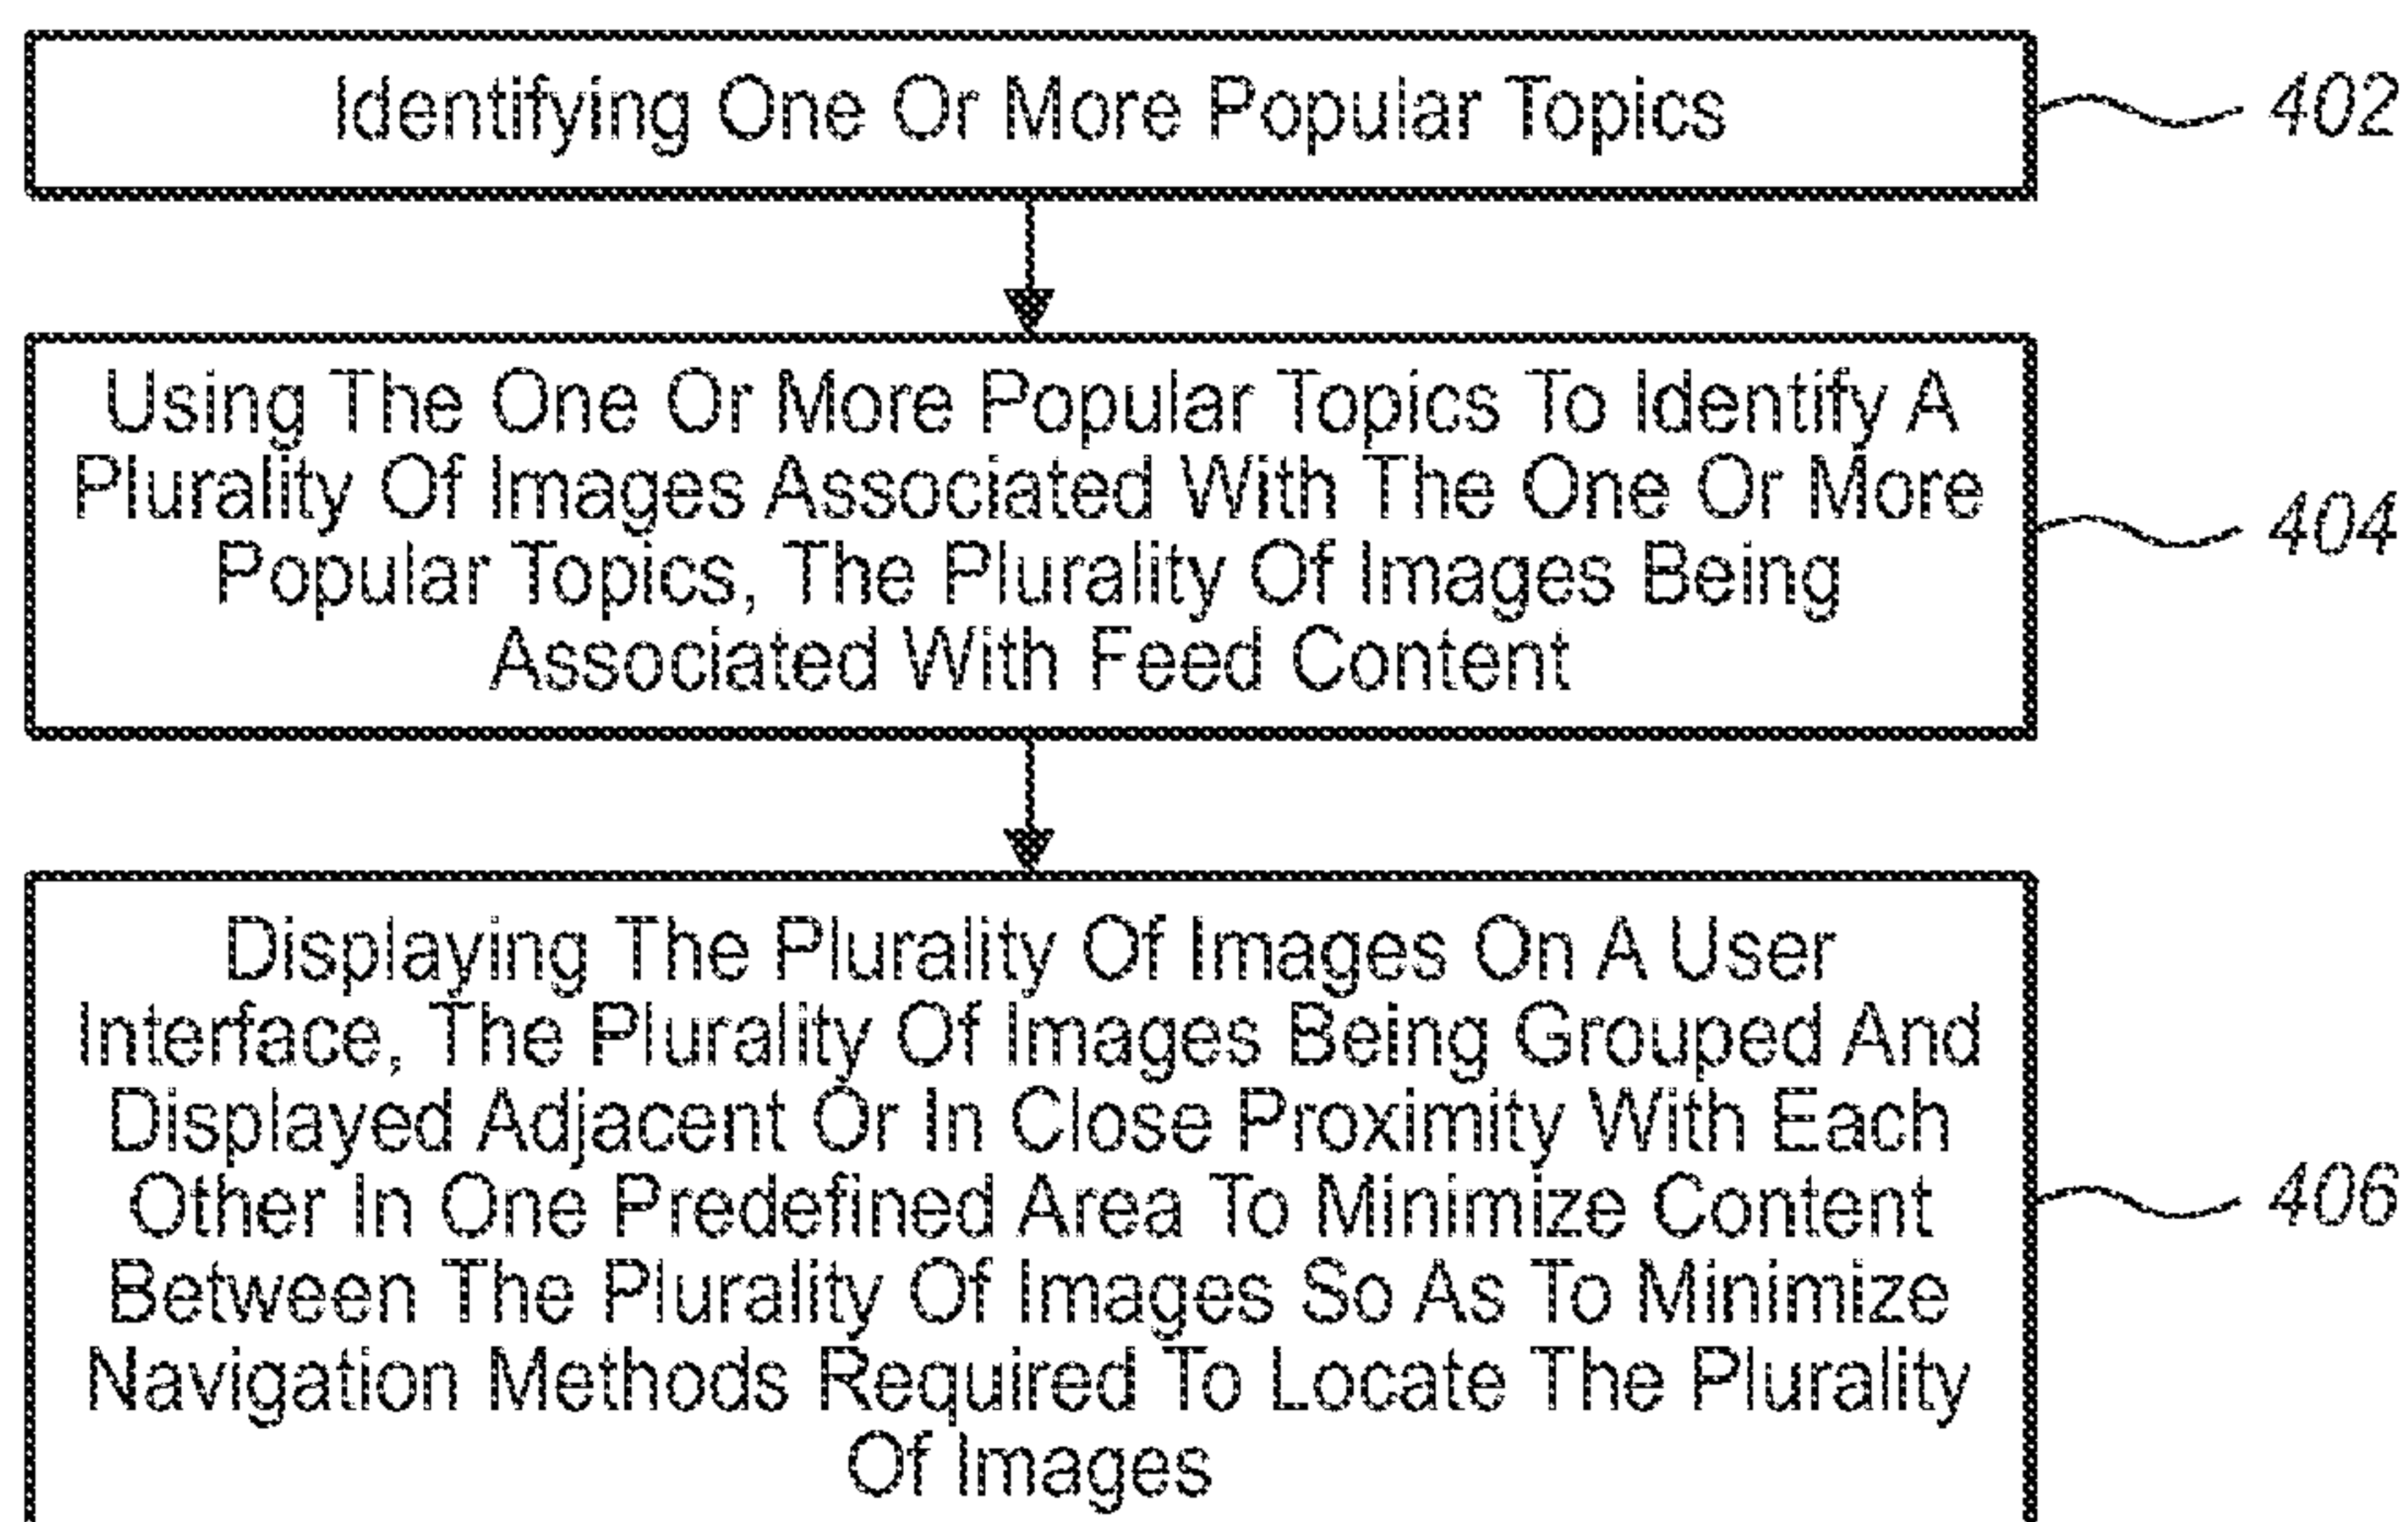 Identifying One Or More Popular Topics
402
Using The One Or More Popular Topics To Identify A
Plurality Of Images Associated With The One Or More
Popular Topics, The Plurality Of Images Being
Associated With Feed Content
404
Displaying The Plurality Of Images On A User
Interface, The Plurality Of Images Being Grouped And
Displayed Adjacent Or In Close Proximity With Each
Other In One Predefined Area To Minimize Content
Between The Plurality Of Images So As To Minimize
Navigation Methods Required To Locate The Plurality
Of Images
406